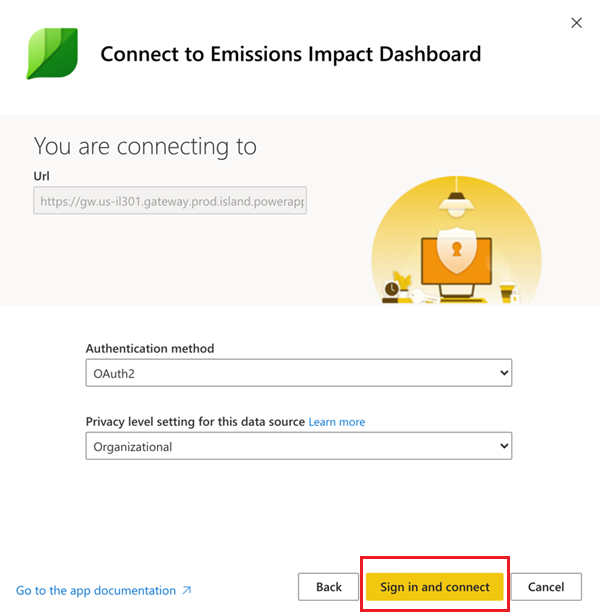 Connect to Emissions Impact Dashboard
You are connecting to
Url
https://gw.us-il301.gateway.prod.island.powerapp
Authentication method
OAuth2
Privacy level setting for this data source Learn more
Organizational
Go to the app documentation
Back
Sign in and connect
Cancel